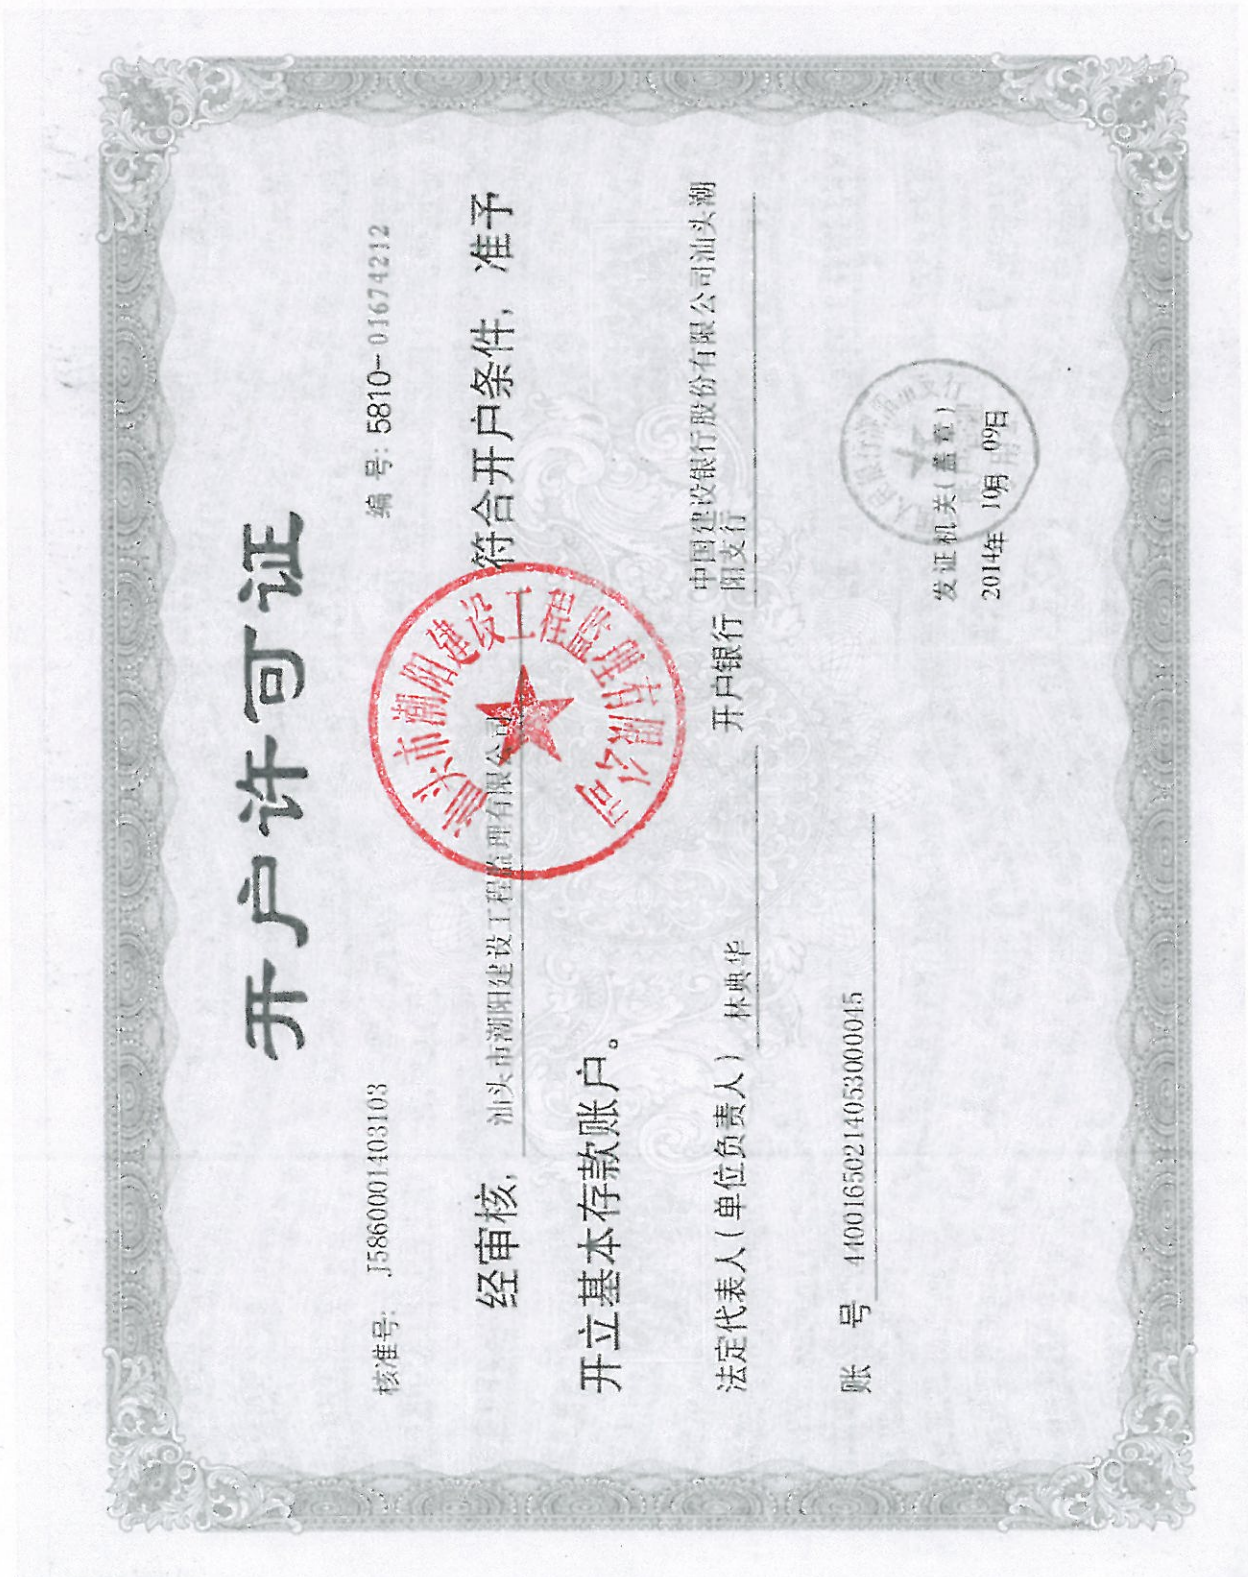 开户许可证
核准号: J5860001403103
编号: 5810-01674212
经审核, 汕头市潮阳建设工程监理有限公司 符合开户条件, 准予
开立基本存款账户。
法定代表人(单位负责人) 林典华
开户银行 中国建设银行股份有限公司汕头潮
阳支行
账 号 44001650214053000045
发证机关(盖章)
2014年 10月 09日
汕头市潮阳建设工程监理有限公司